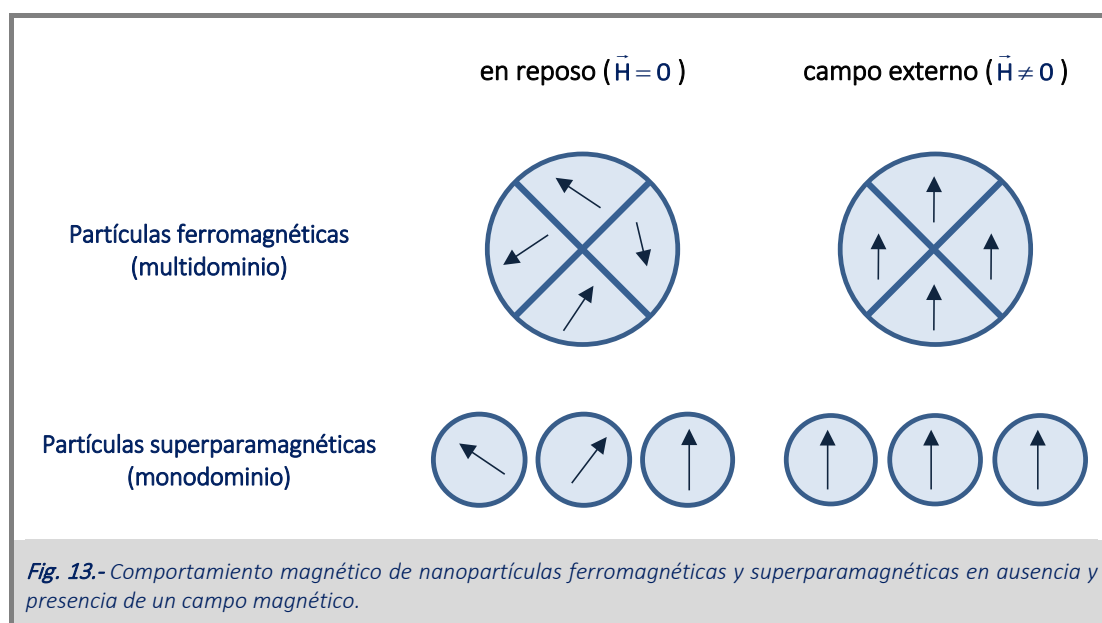 en reposo ( H⃗ = 0 )
campo externo ( H⃗ ≠ 0 )
Partículas ferromagnéticas
(multidominio)
Partículas superparamagnéticas
(monodominio)
Fig. 13.- Comportamiento magnético de nanopartículas ferromagnéticas y superparamagnéticas en ausencia y
presencia de un campo magnético.